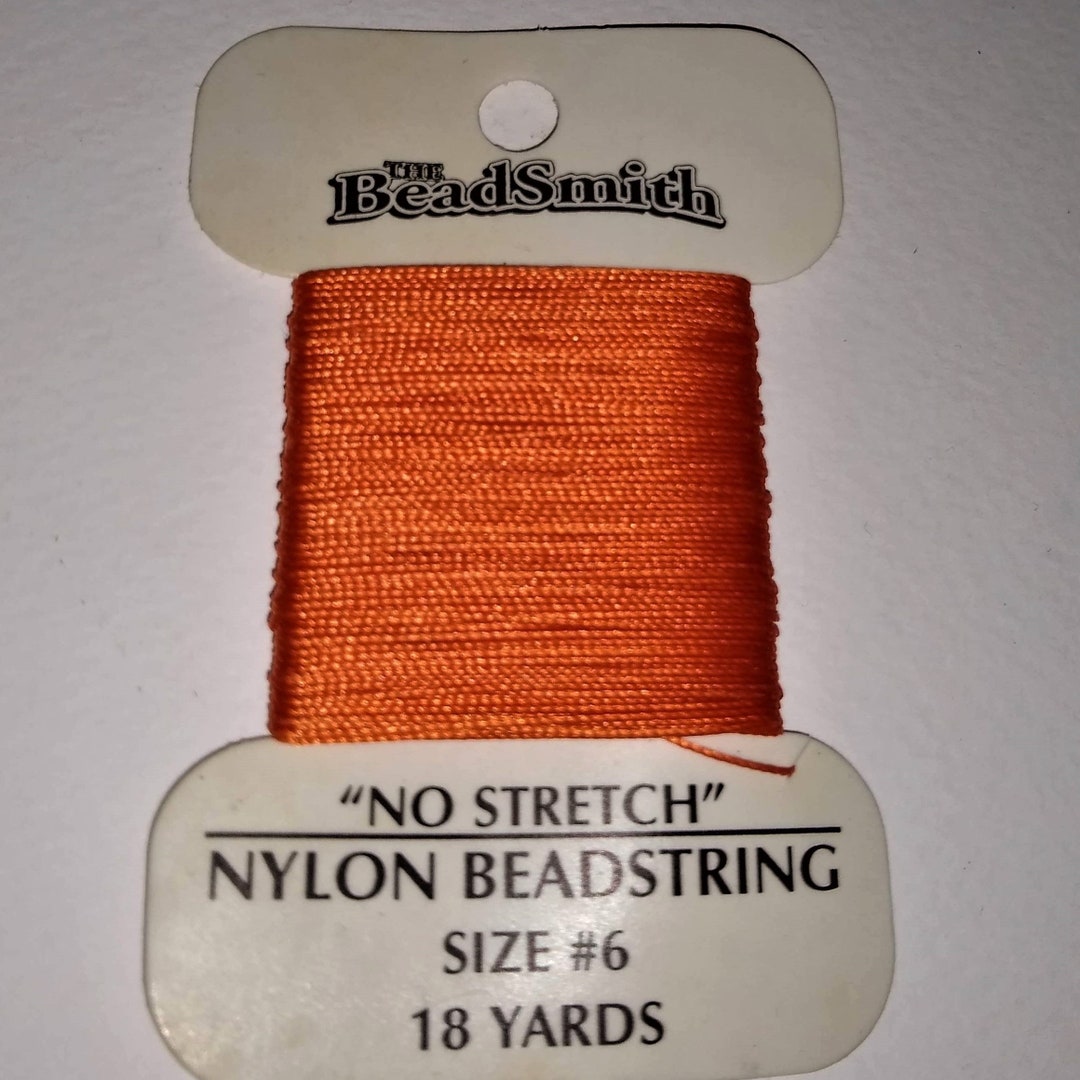 THE
BeadSmith
“NO STRETCH”
NYLON BEADSTRING
SIZE #6
18 YARDS